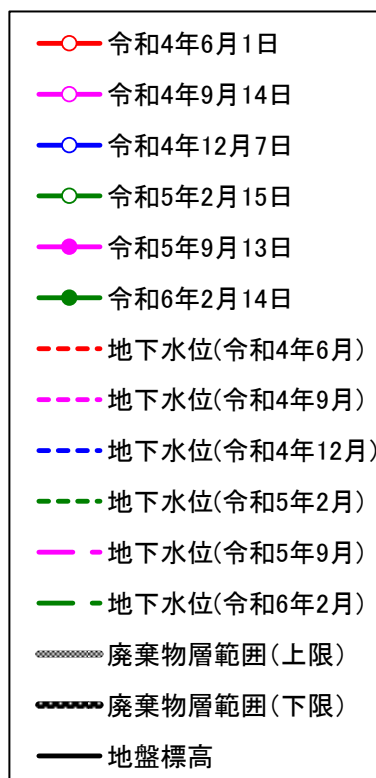 令和4年6月1日
令和4年9月14日
令和4年12月7日
令和5年2月15日
令和5年9月13日
令和6年2月14日
地下水位(令和4年6月)
地下水位(令和4年9月)
地下水位(令和4年12月)
地下水位(令和5年2月)
地下水位(令和5年9月)
地下水位(令和6年2月)
廃棄物層範囲(上限)
廃棄物層範囲(下限)
地盤標高